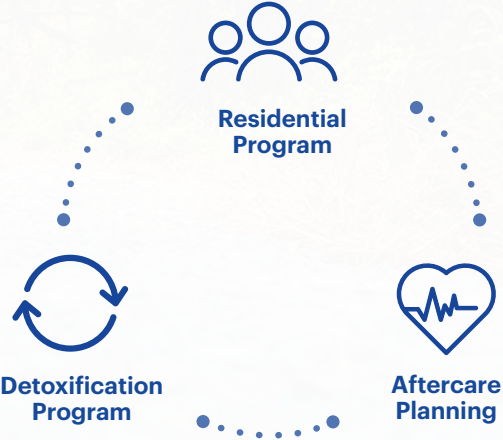 Residential
Program
Detoxification
Program
Aftercare
Planning